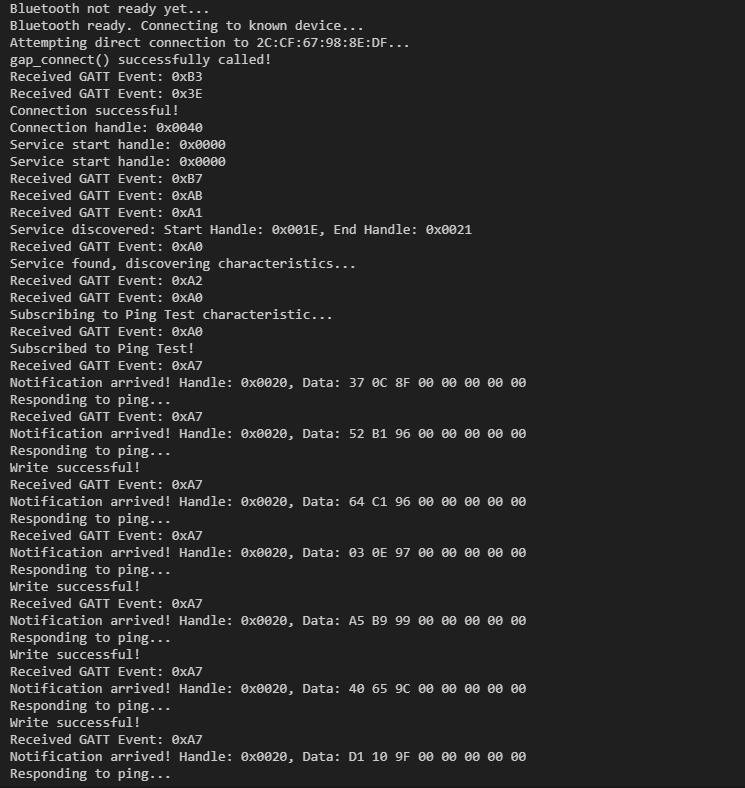 Bluetooth not ready yet...
Bluetooth ready. Connecting to known device...
Attempting direct connection to 2C:CF:67:98:8E:DF...
gap_connect() successfully called!
Received GATT Event: 0xB3
Received GATT Event: 0x3E
Connection successful!
Connection handle: 0x0040
Service start handle: 0x0000
Service start handle: 0x0000
Received GATT Event: 0xB7
Received GATT Event: 0xAB
Received GATT Event: 0xA1
Service discovered: Start Handle: 0x001E, End Handle: 0x0021
Received GATT Event: 0xA0
Service found, discovering characteristics...
Received GATT Event: 0xA2
Received GATT Event: 0xA0
Subscribing to Ping Test characteristic...
Received GATT Event: 0xA0
Subscribed to Ping Test!
Received GATT Event: 0xA7
Notification arrived! Handle: 0x0020, Data: 37 0C 8F 00 00 00 00 00
Responding to ping...
Received GATT Event: 0xA7
Notification arrived! Handle: 0x0020, Data: 52 B1 96 00 00 00 00 00
Responding to ping...
Write successful!
Received GATT Event: 0xA7
Notification arrived! Handle: 0x0020, Data: 64 C1 96 00 00 00 00 00
Responding to ping...
Received GATT Event: 0xA7
Notification arrived! Handle: 0x0020, Data: 03 0E 97 00 00 00 00 00
Responding to ping...
Write successful!
Received GATT Event: 0xA7
Notification arrived! Handle: 0x0020, Data: A5 B9 99 00 00 00 00 00
Responding to ping...
Write successful!
Received GATT Event: 0xA7
Notification arrived! Handle: 0x0020, Data: 40 65 9C 00 00 00 00 00
Responding to ping...
Write successful!
Received GATT Event: 0xA7
Notification arrived! Handle: 0x0020, Data: D1 10 9F 00 00 00 00 00
Responding to ping...